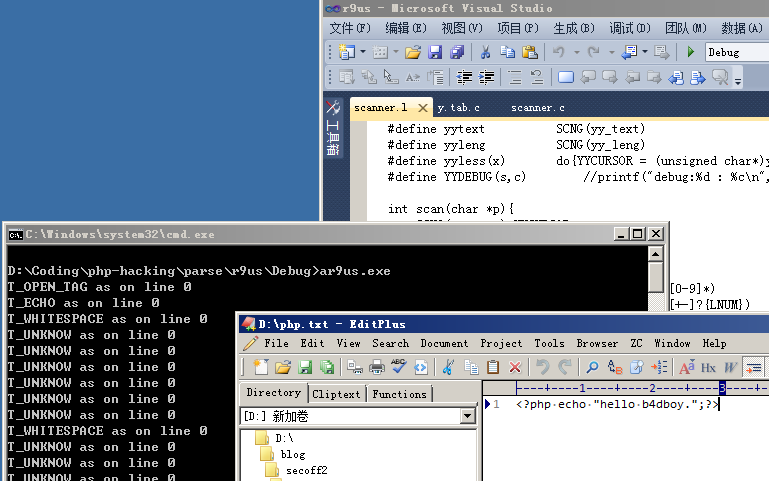 r9us - Microsoft Visual Studio
文件(F) 编辑(E) 视图(V) 项目(P) 生成(B) 调试(D) 团队(M) 数据(A)
Debug
scanner.l y.tab.c scanner.c
工具箱
#define yytext SCNG(yy_text)
#define yyleng SCNG(yy_leng)
#define yyless(x) do{YYCURSOR = (unsigned char*)y
#define YYDEBUG(s,c) //printf("debug:%d : %c\n",
int scan(char *p){
[0-9]*)
[+-]?{LNUM})
C:\Windows\system32\cmd.exe
D:\Coding\php-hacking\parse\r9us\Debug>ar9us.exe
T_OPEN_TAG as on line 0
T_ECHO as on line 0
T_WHITESPACE as on line 0
T_UNKNOW as on line 0
T_UNKNOW as on line 0
T_UNKNOW as on line 0
T_UNKNOW as on line 0
T_UNKNOW as on line 0
T_UNKNOW as on line 0
T_WHITESPACE as on line 0
T_UNKNOW as on line 0
T_UNKNOW as on line 0
T_UNKNOW as on line 0
D:\php.txt - EditPlus
File Edit View Search Document Project Tools Browser ZC Window Help
ABC
Hx W
Directory Cliptext Functions
[D:] 新加卷
D:\
blog
secoff2
----+----1----+----2----+----3----+
1 <?php echo "hello b4dboy.";?>